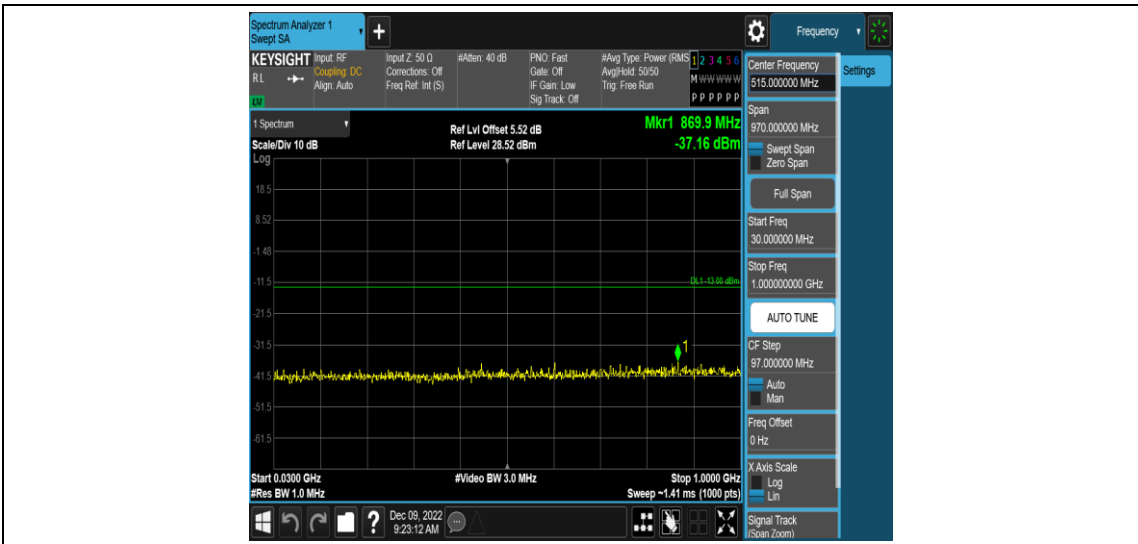 Spectrum Analyzer 1
Swept SA
+
Frequency
KEYSIGHT
RL
LXI
Input: RF
Coupling: DC
Align: Auto
Input Z: 50 Ω
Corrections: Off
Freq Ref: Int (S)
#Atten: 40 dB
PNO: Fast
Gate: Off
IF Gain: Low
Sig Track: Off
#Avg Type: Power (RMS
Avg|Hold: 50/50
Trig: Free Run
1 2 3 4 5 6
M W W W W W
P P P P P P
1 Spectrum
Scale/Div 10 dB
Log
Ref Lvl Offset 5.52 dB
Ref Level 28.52 dBm
Mkr1 869.9 MHz
-37.16 dBm
18.5
8.52
-1.48
-11.5
DL1 -13.00 dBm
-21.5
-31.5
1
-41.5
-51.5
-61.5
Start 0.0300 GHz
#Video BW 3.0 MHz
Stop 1.0000 GHz
#Res BW 1.0 MHz
Sweep ~1.41 ms (1000 pts)
?
Dec 09, 2022
9:23:12 AM
Center Frequency
515.000000 MHz
Settings
Span
970.000000 MHz
Swept Span
Zero Span
Full Span
Start Freq
30.000000 MHz
Stop Freq
1.000000000 GHz
AUTO TUNE
CF Step
97.000000 MHz
Auto
Man
Freq Offset
0 Hz
X Axis Scale
Log
Lin
Signal Track
(Span Zoom)